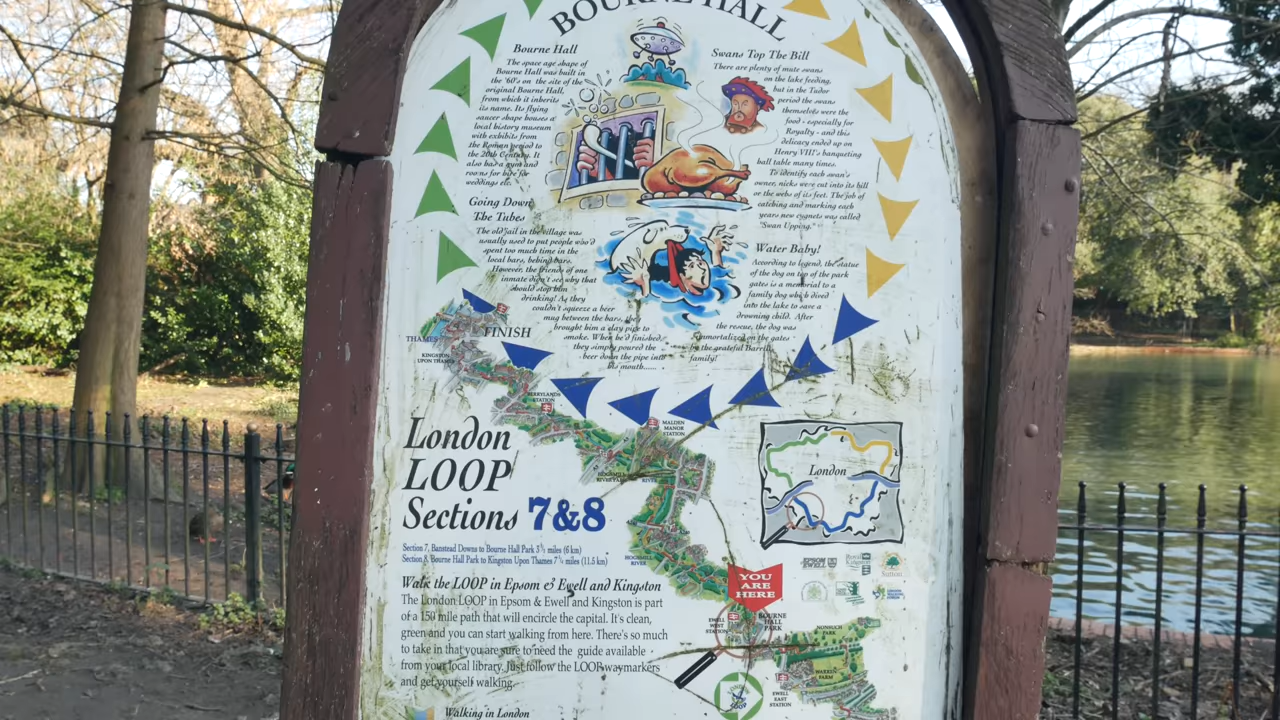 BOURNE HALL
Bourne Hall
The space age shape of
Bourne Hall was built in
the '60's on the site of the
original Bourne Hall,
from which it inherits
its name. Its flying
saucer shape houses a
local history museum
with exhibits from
the Roman period to
the 20th Century. It
also has a gym and
rooms for hire for
weddings etc.
Going Down
The Tubes
The old jail in the village was
usually used to put people who'd
spent too much time in the
local bars, behind bars.
However, the friends of one
inmate didn't see why that
should stop him
drinking! As they
couldn't squeeze a beer
mug between the bars, they
brought him a clay pipe to
smoke. When he'd finished,
they simply poured the
beer down the pipe into
his mouth......
Swans Top The Bill
There are plenty of mute swans
on the lake feeding,
but in the Tudor
period the swans
themselves were the
food - especially for
Royalty - and this
delicacy ended up on
Henry VIII's banqueting
hall table many times.
To identify each swan's
owner, nicks were cut into its bill
or the webs of its feet. The job of
catching and marking each
years new cygnets was called
"Swan Upping."
Water Baby!
According to legend, the statue
of the dog on top of the park
gates is a memorial to a
family dog which dived
into the lake to save a
drowning child. After
the rescue, the dog was
immortalized on the gates
by the grateful Barritt
family!
FINISH
THAMES
KINGSTON
UPON THAMES
BERRYLANDS
STATION
MALDEN
MANOR
STATION
HOGSMILL
RIVER
London
LOOP
Sections 7&8
London
Section 7, Banstead Downs to Bourne Hall Park 3½ miles (6 km)
Section 8, Bourne Hall Park to Kingston Upon Thames 7¼ miles (11.5 km)
HOGSMILL
RIVER
EPSOM
EWELL
Royal
Kingston
Sutton
YOU
ARE
HERE
Walk the LOOP in Epsom & Ewell and Kingston
The London LOOP in Epsom & Ewell and Kingston is part
of a 150 mile path that will encircle the capital. It's clean,
green and you can start walking from here. There's so much
to take in that you are sure to need the guide available
from your local library. Just follow the LOOP waymarkers
and get yourself walking.
EWELL
WEST
STATION
BOURNE
HALL
PARK
NONSUCH
PARK
WARREN
FARM
EWELL
EAST
STATION
LONDON
LOOP
Walking in London